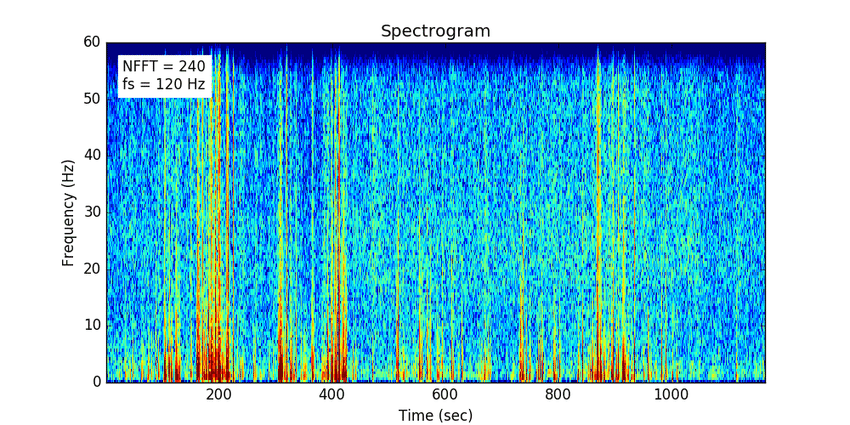 Spectrogram
NFFT = 240
fs = 120 Hz
60
50
40
30
20
10
0
Frequency (Hz)
200
400
600
800
1000
Time (sec)